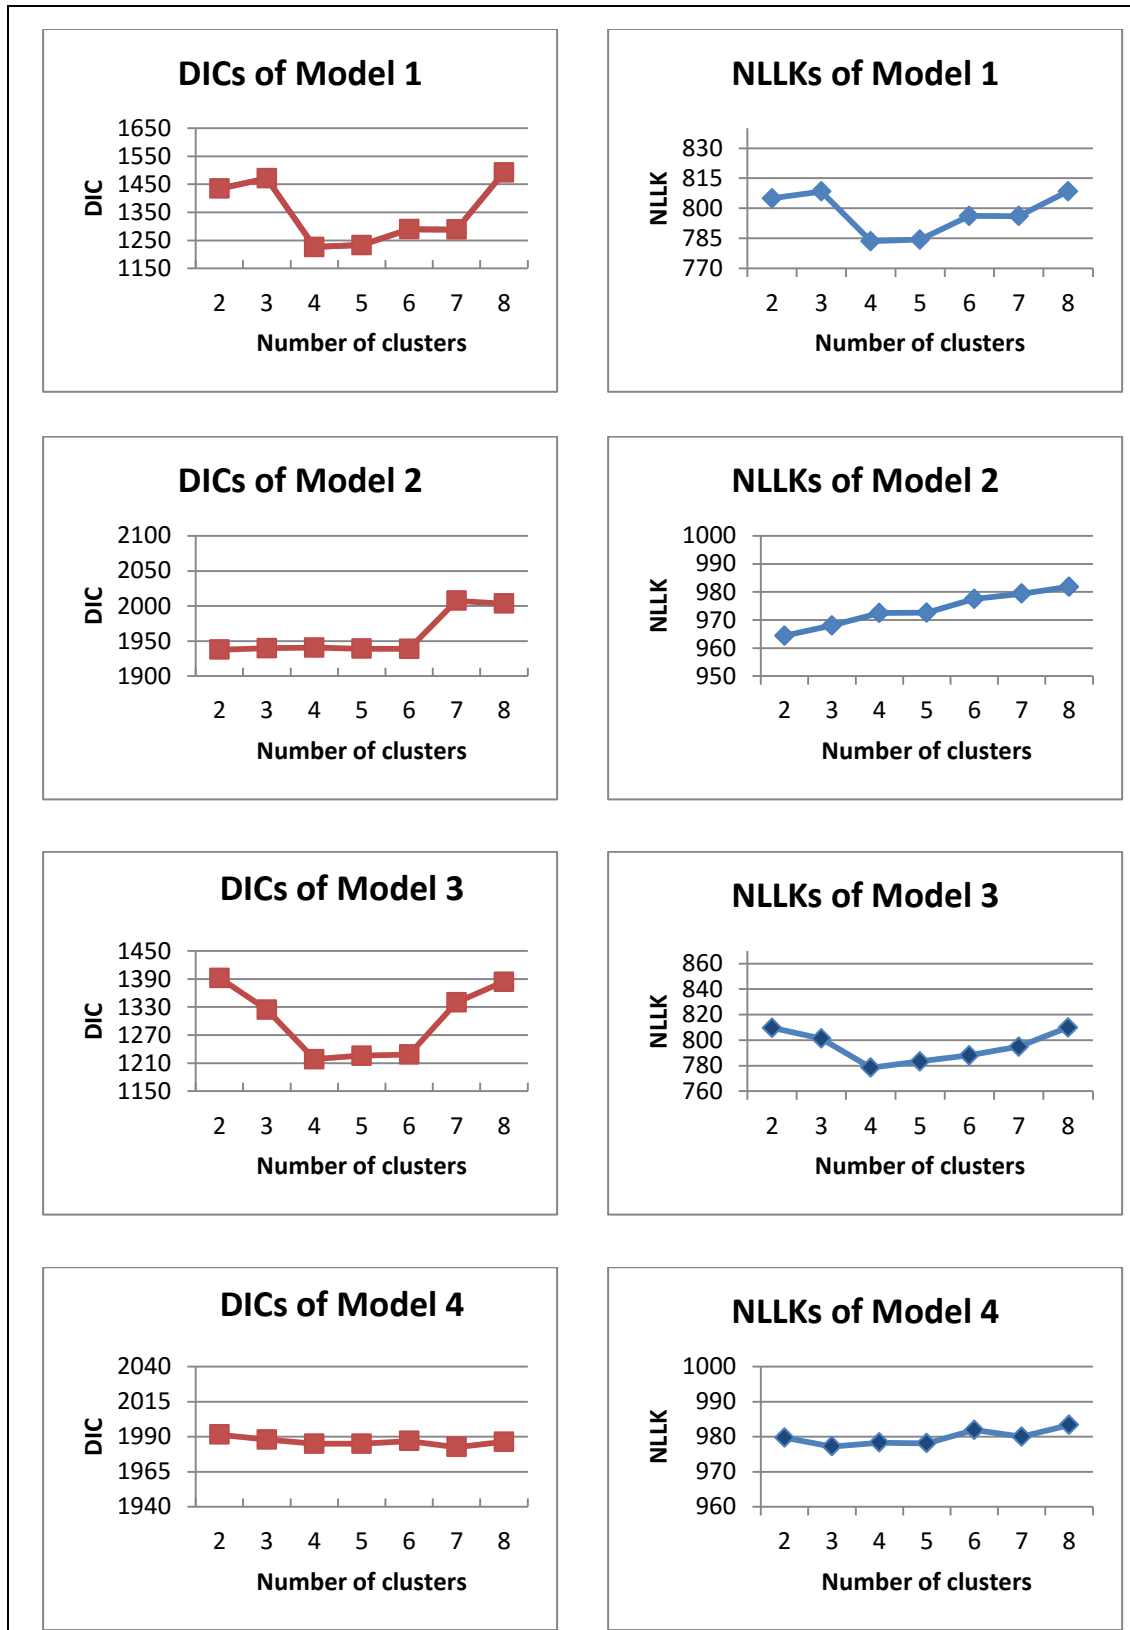 DICs of Model 1
DIC
1650
1550
1450
1350
1250
1150
2 3 4 5 6 7 8
Number of clusters
NLLKs of Model 1
NLLK
830
815
800
785
770
2 3 4 5 6 7 8
Number of clusters
DICs of Model 2
DIC
2100
2050
2000
1950
1900
2 3 4 5 6 7 8
Number of clusters
NLLKs of Model 2
NLLK
1000
990
980
970
960
950
2 3 4 5 6 7 8
Number of clusters
DICs of Model 3
DIC
1450
1390
1330
1270
1210
1150
2 3 4 5 6 7 8
Number of clusters
NLLKs of Model 3
NLLK
860
840
820
800
780
760
2 3 4 5 6 7 8
Number of clusters
DICs of Model 4
DIC
2040
2015
1990
1965
1940
2 3 4 5 6 7 8
Number of clusters
NLLKs of Model 4
NLLK
1000
990
980
970
960
2 3 4 5 6 7 8
Number of clusters